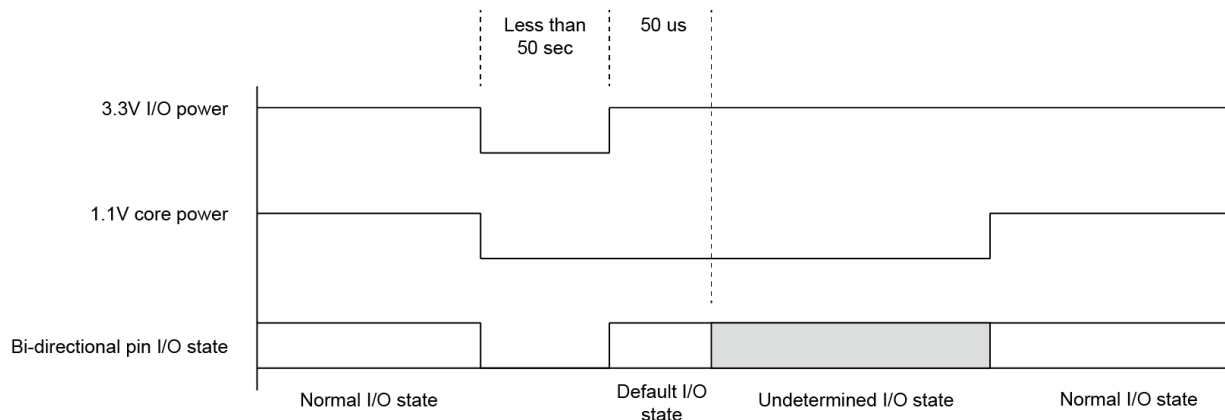 Less than
50 sec
50 us
3.3V I/O power
1.1V core power
Bi-directional pin I/O state
Normal I/O state
Default I/O
state
Undetermined I/O state
Normal I/O state